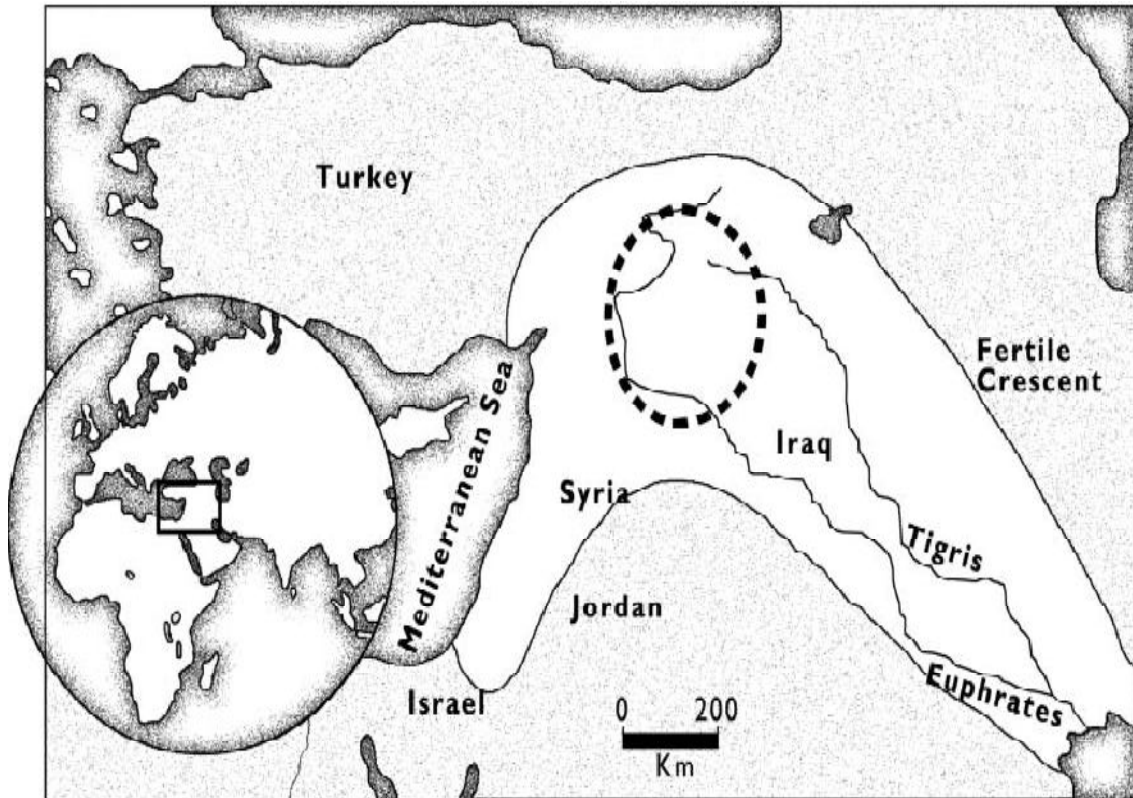 Turkey
Fertile
Crescent
Mediterranean Sea
Iraq
Syria
Tigris
Jordan
Euphrates
Israel
0 200
Km